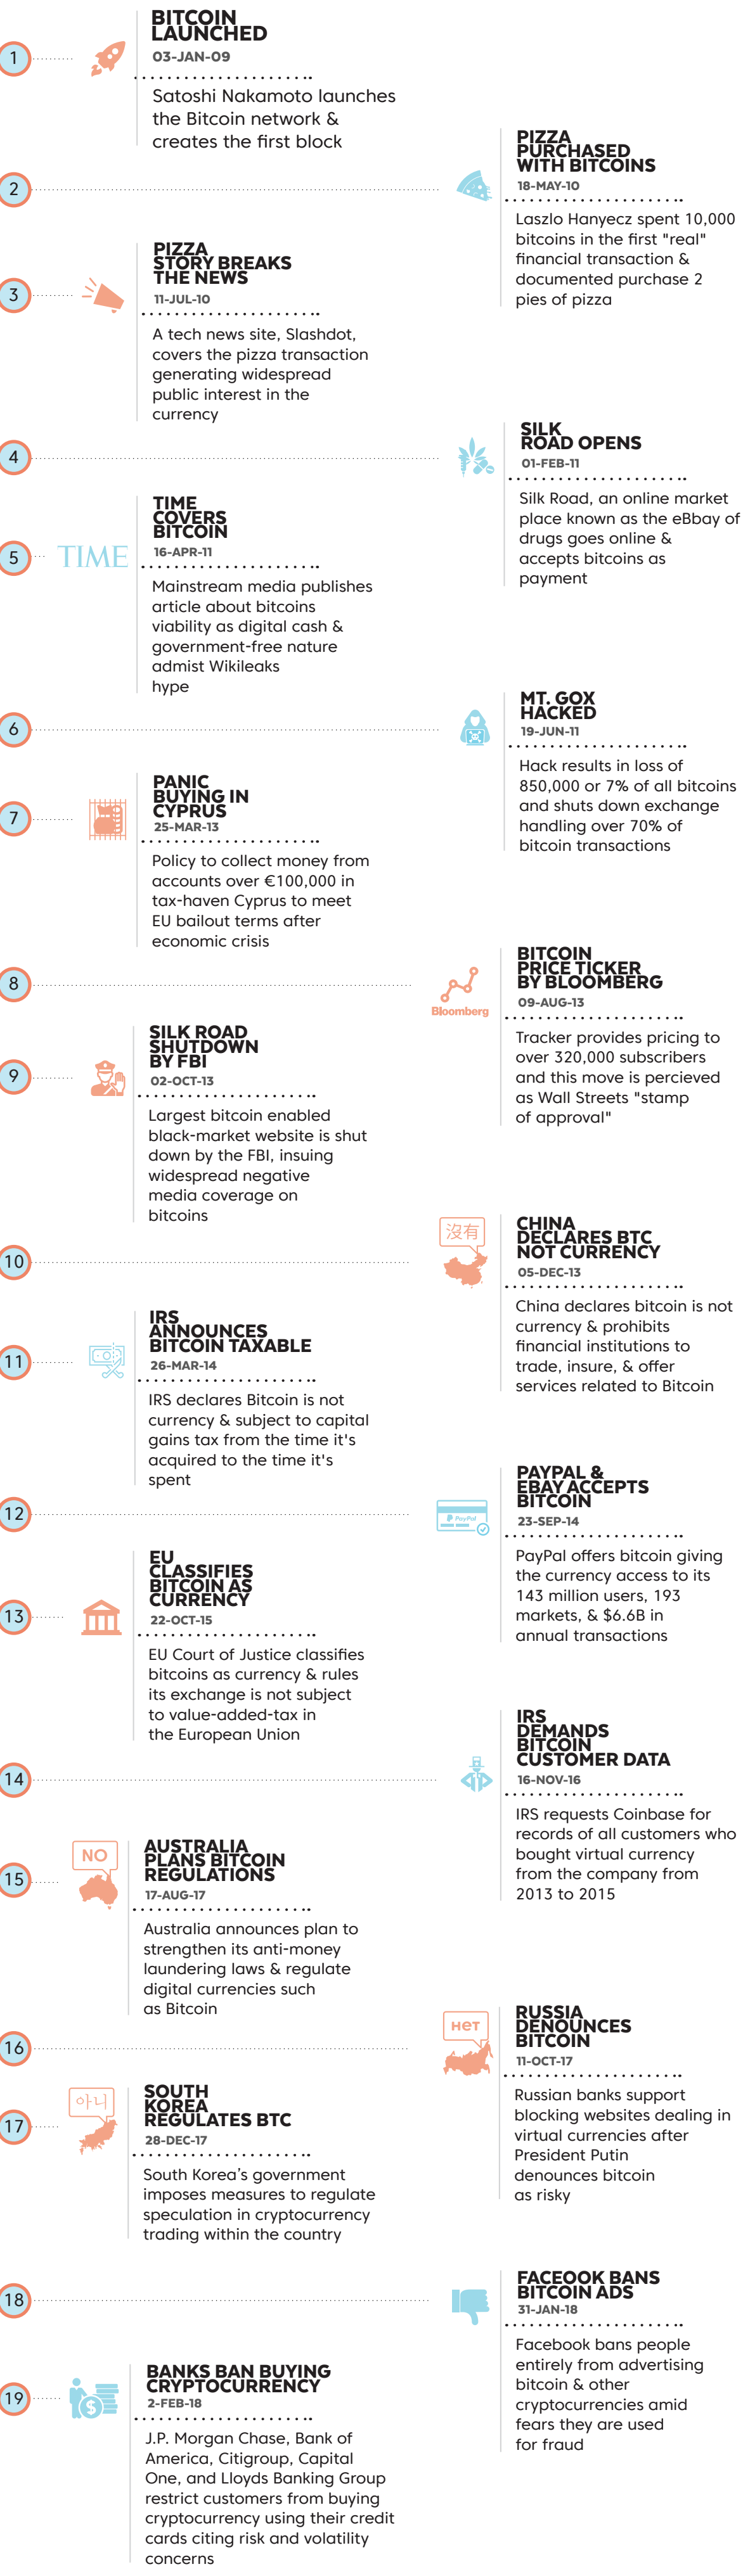 1
BITCOIN
LAUNCHED
03-JAN-09
Satoshi Nakamoto launches
the Bitcoin network &
creates the first block
2
PIZZA
PURCHASED
WITH BITCOINS
18-MAY-10
Laszlo Hanyecz spent 10,000
bitcoins in the first "real"
financial transaction &
documented purchase 2
pies of pizza
3
PIZZA
STORY BREAKS
THE NEWS
11-JUL-10
A tech news site, Slashdot,
covers the pizza transaction
generating widespread
public interest in the
currency
4
SILK
ROAD OPENS
01-FEB-11
Silk Road, an online market
place known as the eBbay of
drugs goes online &
accepts bitcoins as
payment
5
TIME
TIME
COVERS
BITCOIN
16-APR-11
Mainstream media publishes
article about bitcoins
viability as digital cash &
government-free nature
admist Wikileaks
hype
6
MT. GOX
HACKED
19-JUN-11
Hack results in loss of
850,000 or 7% of all bitcoins
and shuts down exchange
handling over 70% of
bitcoin transactions
7
PANIC
BUYING IN
CYPRUS
25-MAR-13
Policy to collect money from
accounts over €100,000 in
tax-haven Cyprus to meet
EU bailout terms after
economic crisis
8
Bloomberg
BITCOIN
PRICE TICKER
BY BLOOMBERG
09-AUG-13
Tracker provides pricing to
over 320,000 subscribers
and this move is percieved
as Wall Streets "stamp
of approval"
9
SILK ROAD
SHUTDOWN
BY FBI
02-OCT-13
Largest bitcoin enabled
black-market website is shut
down by the FBI, insuing
widespread negative
media coverage on
bitcoins
10
沒有
CHINA
DECLARES BTC
NOT CURRENCY
05-DEC-13
China declares bitcoin is not
currency & prohibits
financial institutions to
trade, insure, & offer
services related to Bitcoin
11
IRS
ANNOUNCES
BITCOIN TAXABLE
26-MAR-14
IRS declares Bitcoin is not
currency & subject to capital
gains tax from the time it's
acquired to the time it's
spent
12
PayPal
PAYPAL &
EBAY ACCEPTS
BITCOIN
23-SEP-14
PayPal offers bitcoin giving
the currency access to its
143 million users, 193
markets, & $6.6B in
annual transactions
13
EU
CLASSIFIES
BITCOIN AS
CURRENCY
22-OCT-15
EU Court of Justice classifies
bitcoins as currency & rules
its exchange is not subject
to value-added-tax in
the European Union
14
IRS
DEMANDS
BITCOIN
CUSTOMER DATA
16-NOV-16
IRS requests Coinbase for
records of all customers who
bought virtual currency
from the company from
2013 to 2015
15
NO
AUSTRALIA
PLANS BITCOIN
REGULATIONS
17-AUG-17
Australia announces plan to
strengthen its anti-money
laundering laws & regulate
digital currencies such
as Bitcoin
16
нет
RUSSIA
DENOUNCES
BITCOIN
11-OCT-17
Russian banks support
blocking websites dealing in
virtual currencies after
President Putin
denounces bitcoin
as risky
17
아니
SOUTH
KOREA
REGULATES BTC
28-DEC-17
South Korea’s government
imposes measures to regulate
speculation in cryptocurrency
trading within the country
18
FACEOOK BANS
BITCOIN ADS
31-JAN-18
Facebook bans people
entirely from advertising
bitcoin & other
cryptocurrencies amid
fears they are used
for fraud
19
$
BANKS BAN BUYING
CRYPTOCURRENCY
2-FEB-18
J.P. Morgan Chase, Bank of
America, Citigroup, Capital
One, and Lloyds Banking Group
restrict customers from buying
cryptocurrency using their credit
cards citing risk and volatility
concerns